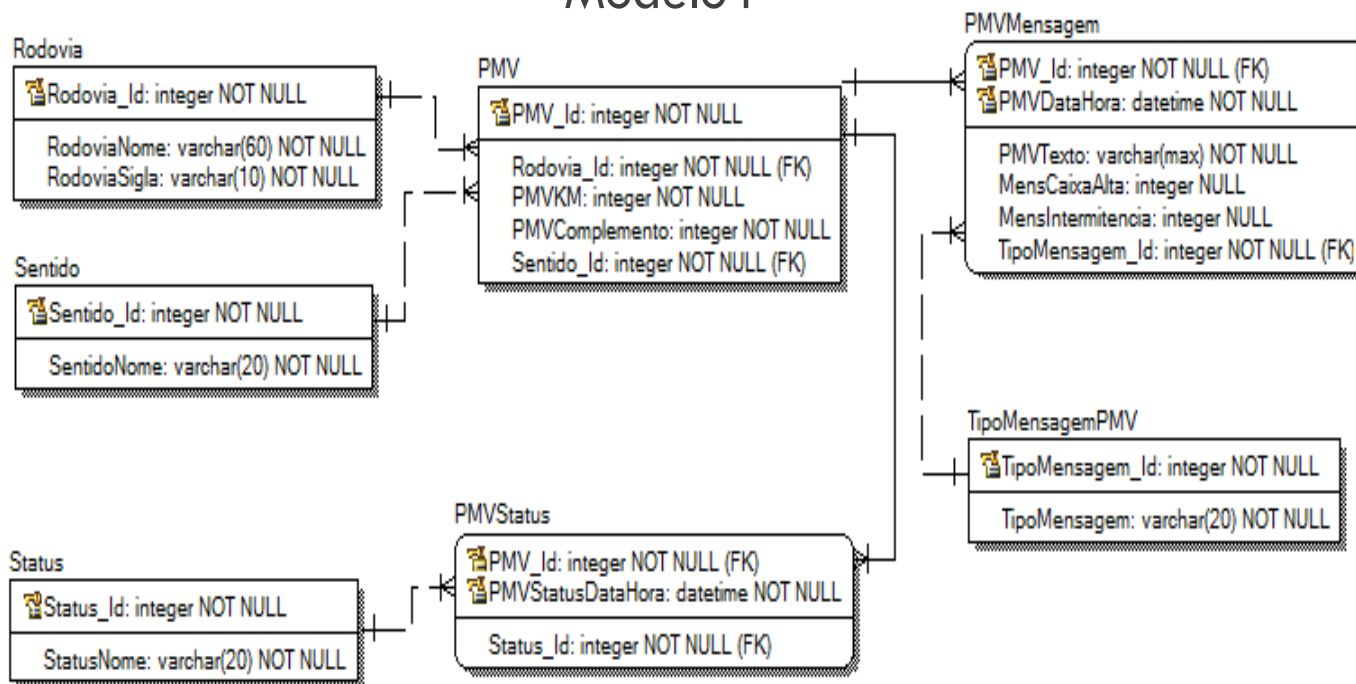 Rodovia
Rodovia_Id: integer NOT NULL
RodoviaNome: varchar(60) NOT NULL
RodoviaSigla: varchar(10) NOT NULL
Sentido
Sentido_Id: integer NOT NULL
SentidoNome: varchar(20) NOT NULL
Status
Status_Id: integer NOT NULL
StatusNome: varchar(20) NOT NULL
PMV
PMV_Id: integer NOT NULL
Rodovia_Id: integer NOT NULL (FK)
PMVKM: integer NOT NULL
PMVComplemento: integer NOT NULL
Sentido_Id: integer NOT NULL (FK)
PMVStatus
PMV_Id: integer NOT NULL (FK)
PMVStatusDataHora: datetime NOT NULL
Status_Id: integer NOT NULL (FK)
PMVMensagem
PMV_Id: integer NOT NULL (FK)
PMVDataHora: datetime NOT NULL
PMVTexto: varchar(max) NOT NULL
MensCaixaAlta: integer NULL
MensIntermitencia: integer NULL
TipoMensagem_Id: integer NOT NULL (FK)
TipoMensagemPMV
TipoMensagem_Id: integer NOT NULL
TipoMensagem: varchar(20) NOT NULL